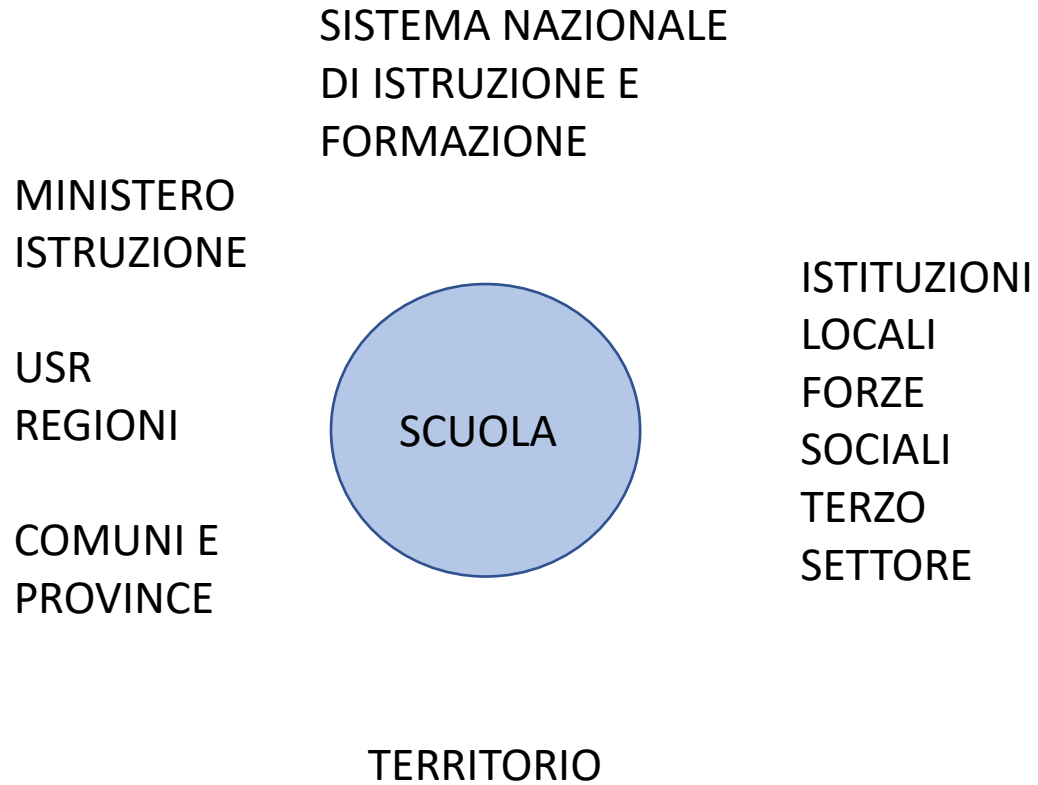 SISTEMA NAZIONALE
DI ISTRUZIONE E
FORMAZIONE
MINISTERO
ISTRUZIONE
USR
REGIONI
COMUNI E
PROVINCE
SCUOLA
ISTITUZIONI
LOCALI
FORZE
SOCIALI
TERZO
SETTORE
TERRITORIO